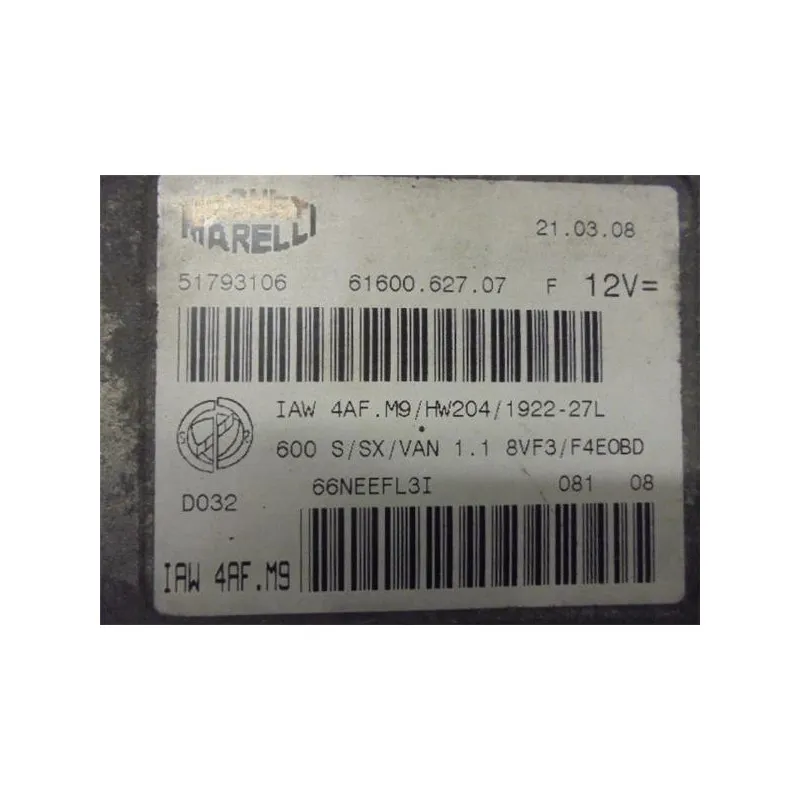 MARELLI 21.03.08
51793106 61600.627.07 F 12V=
IAW 4AF.M9/HW204/1922-27L
600 S/SX/VAN 1.1 8VF3/F4EOBD
D032 66NEEFL3I 081 08
IAW 4AF.M9